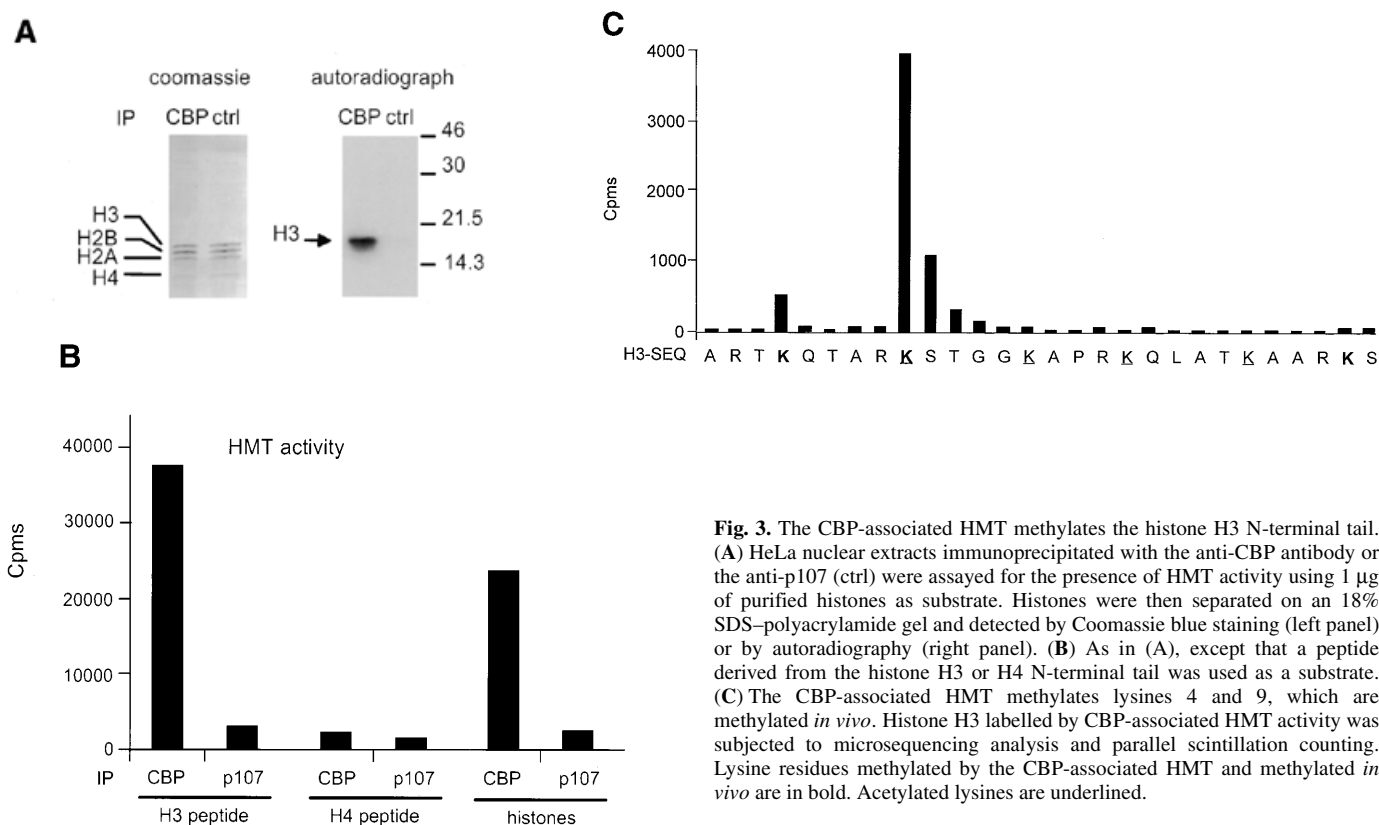 A
coomassie autoradiograph
IP CBP ctrl CBP ctrl
46
30
21.5
14.3
H3
H2B
H2A
H4
H3
B
HMT activity
Cpms
40000
30000
20000
10000
0
IP CBP p107 CBP p107 CBP p107
H3 peptide H4 peptide histones
C
Cpms
4000
3000
2000
1000
0
H3-SEQ A R T K Q T A R K S T G G K A P R K Q L A T K A A R K S
Fig. 3. The CBP-associated HMT methylates the histone H3 N-terminal tail.
(A) HeLa nuclear extracts immunoprecipitated with the anti-CBP antibody or
the anti-p107 (ctrl) were assayed for the presence of HMT activity using 1 µg
of purified histones as substrate. Histones were then separated on an 18%
SDS–polyacrylamide gel and detected by Coomassie blue staining (left panel)
or by autoradiography (right panel). (B) As in (A), except that a peptide
derived from the histone H3 or H4 N-terminal tail was used as a substrate.
(C) The CBP-associated HMT methylates lysines 4 and 9, which are
methylated in vivo. Histone H3 labelled by CBP-associated HMT activity was
subjected to microsequencing analysis and parallel scintillation counting.
Lysine residues methylated by the CBP-associated HMT and methylated in
vivo are in bold. Acetylated lysines are underlined.